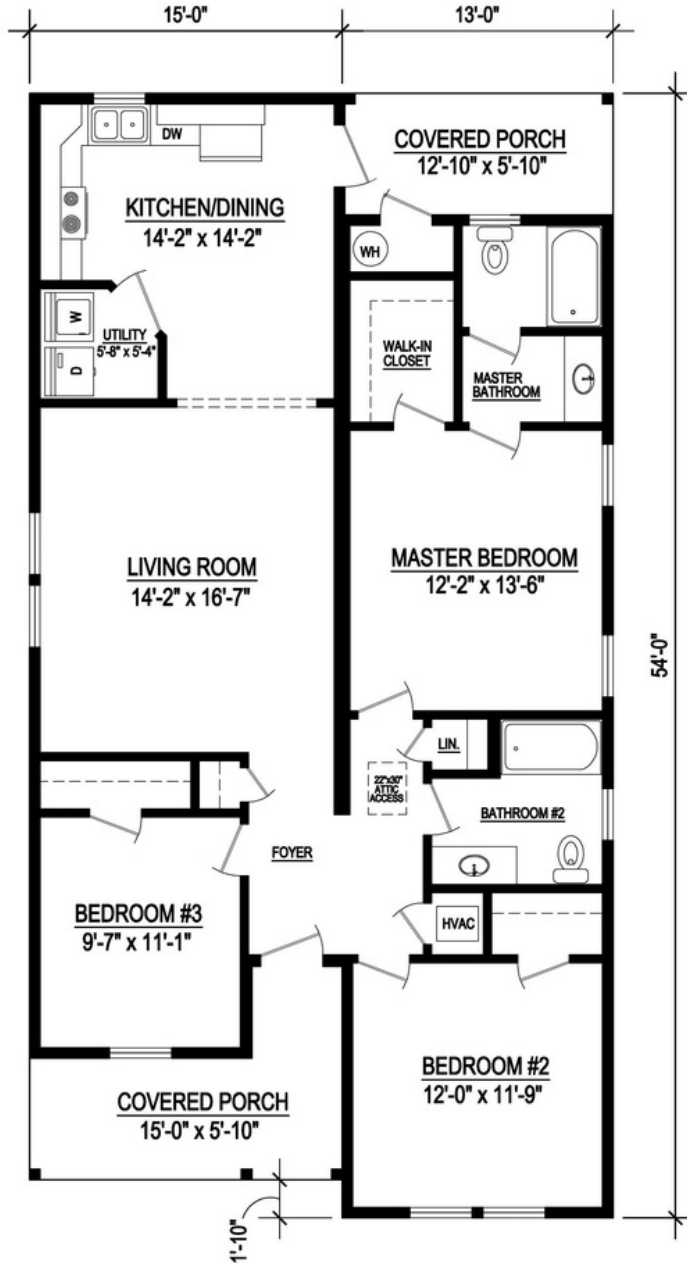 15'-0"
13'-0"
DW
COVERED PORCH
12'-10" x 5'-10"
KITCHEN/DINING
14'-2" x 14'-2"
WH
W
UTILITY
5'-8" x 5'-4"
D
WALK-IN
CLOSET
MASTER
BATHROOM
LIVING ROOM
14'-2" x 16'-7"
MASTER BEDROOM
12'-2" x 13'-6"
54'-0"
LIN.
22"x30"
ATTIC
ACCESS
BATHROOM #2
FOYER
BEDROOM #3
9'-7" x 11'-1"
HVAC
BEDROOM #2
12'-0" x 11'-9"
COVERED PORCH
15'-0" x 5'-10"
1'-10"